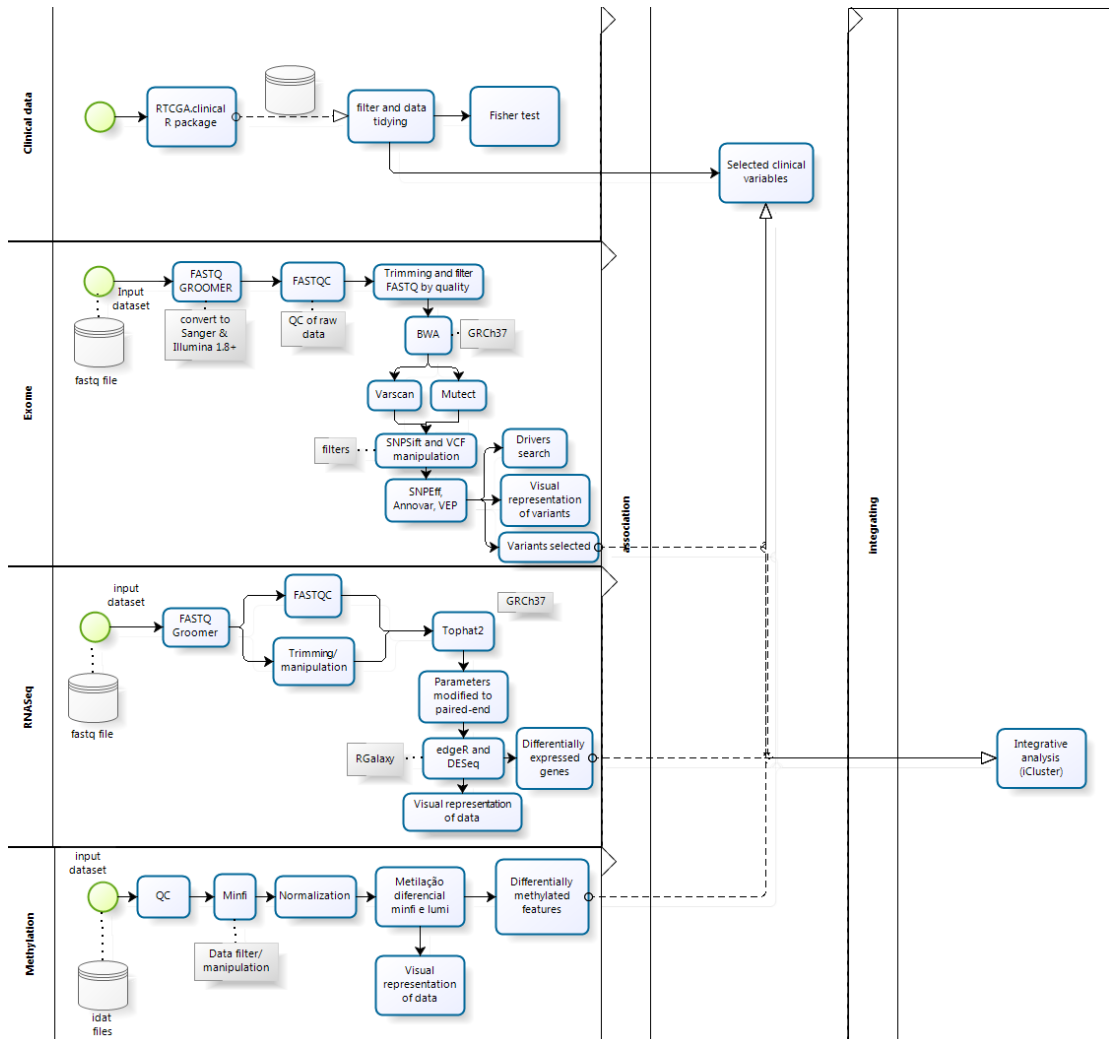 Clinical data
RTCGA.clinical
R package
filter and data
tidying
Fisher test
Selected clinical
variables
association
integrating
Exome
Input
dataset
fastq file
FASTQ
GROOMER
convert to
Sanger &
Illumina 1.8+
FASTQC
QC of raw
data
Trimming and filter
FASTQ by quality
BWA
GRCh37
Varscan
Mutect
filters
SNPSift and VCF
manipulation
SNPEff,
Annovar, VEP
Drivers
search
Visual
representation
of variants
Variants selected
RNASeq
input
dataset
fastq file
FASTQ
Groomer
FASTQC
Trimming/
manipulation
GRCh37
Tophat2
Parameters
modified to
paired-end
RGalaxy
edgeR and
DESeq
Differentially
expressed
genes
Visual representation
of data
Integrative
analysis
(iCluster)
Methylation
input
dataset
idat
files
QC
Minfi
Data filter/
manipulation
Normalization
Metilação
diferencial
minfi e lumi
Differentially
methylated
features
Visual
representation
of data